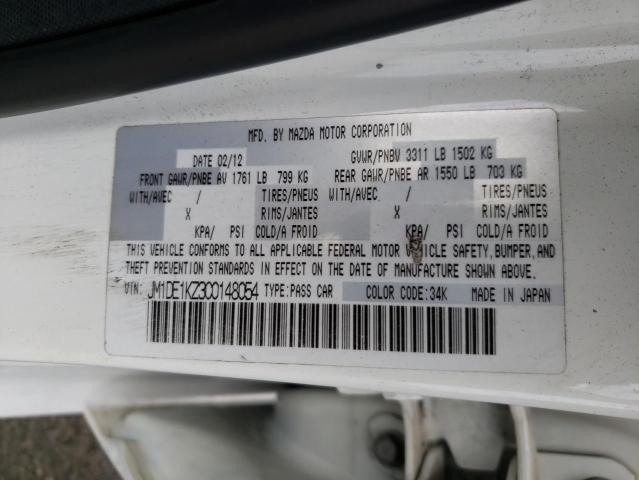 MFD. BY MAZDA MOTOR CORPORATION
DATE 02/12 GVWR/PNBV 3311 LB 1502 KG
FRONT GAWR/PNBE AV 1761 LB 799 KG REAR GAWR/PNBE AR 1550 LB 703 KG
WITH/AVEC / TIRES/PNEUS WITH/AVEC / TIRES/PNEUS
X RIMS/JANTES X RIMS/JANTES
KPA/ PSI COLD/A FROID KPA/ PSI COLD/A FROID
THIS VEHICLE CONFORMS TO ALL APPLICABLE FEDERAL MOTOR VEHICLE SAFETY, BUMPER, AND
THEFT PREVENTION STANDARDS IN EFFECT ON THE DATE OF MANUFACTURE SHOWN ABOVE.
VIN: JM1DE1KZ3C0148054 TYPE:PASS CAR COLOR CODE:34K MADE IN JAPAN